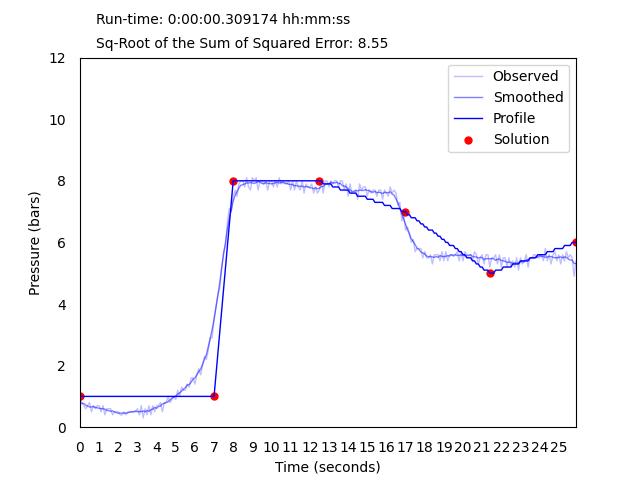 Run-time: 0:00:00.309174 hh:mm:ss
Sq-Root of the Sum of Squared Error: 8.55
12
10
8
6
4
2
0
Pressure (bars)
Observed
Smoothed
Profile
Solution
0 1 2 3 4 5 6 7 8 9 10 11 12 13 14 15 16 17 18 19 20 21 22 23 24 25
Time (seconds)